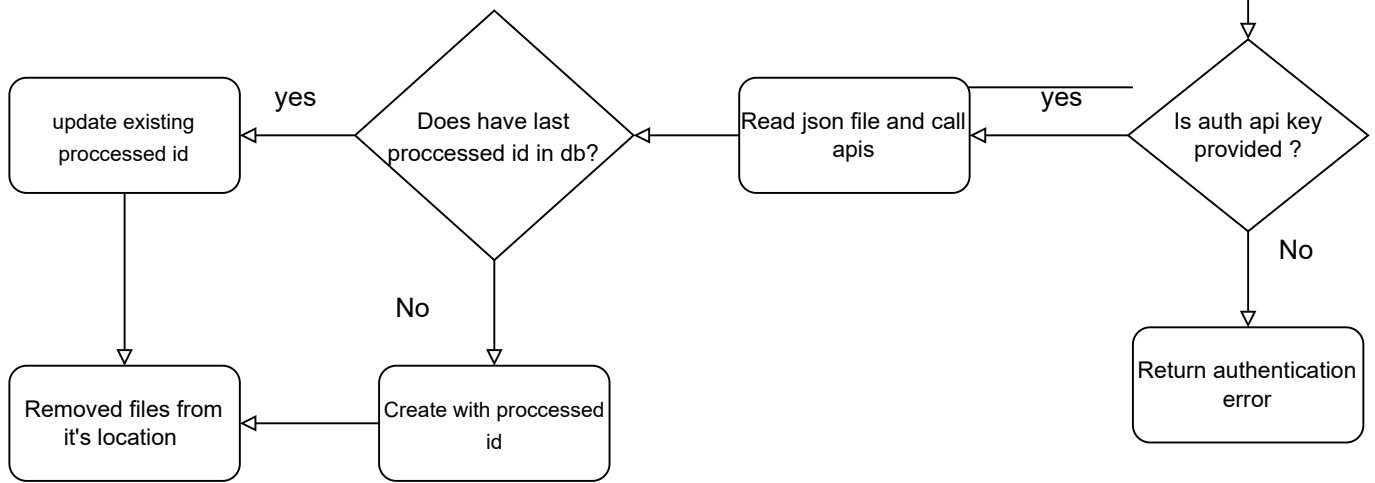 yes
update existing
proccessed id
Does have last
proccessed id in db?
Read json file and call
apis
yes
Is auth api key
provided ?
No
No
Removed files from
it's location
Create with proccessed
id
Return authentication
error